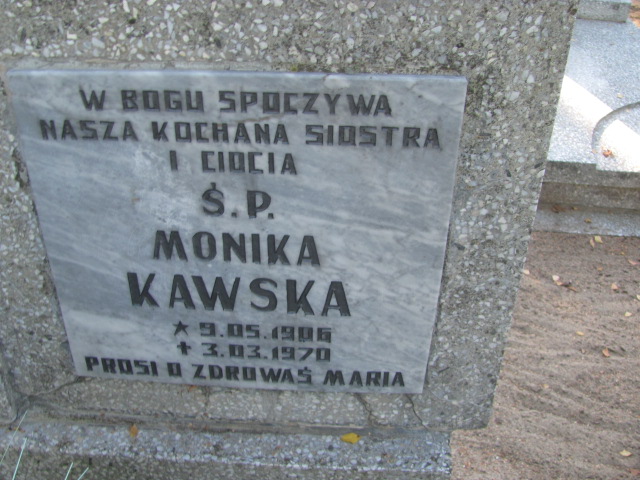 W BOGU SPOCZYWA
NASZA KOCHANA SIOSTRA
I CIOCIA
Ś.P.
MONIKA
KAWSKA
★ 9.05.1906
✝ 3.03.1970
PROSI O ZDROWAŚ MARIA